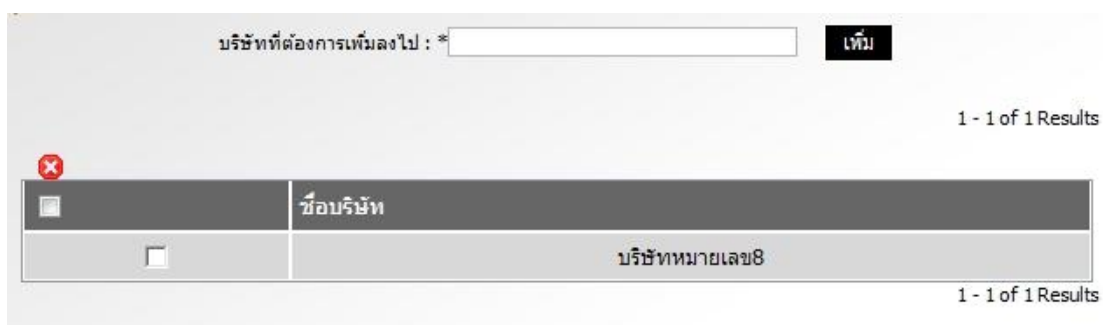 บริษัทที่ต้องการเพิ่มลงไป : * เพิ่ม
1 - 1 of 1 Results
ชื่อบริษัท
บริษัทหมายเลข8
1 - 1 of 1 Results